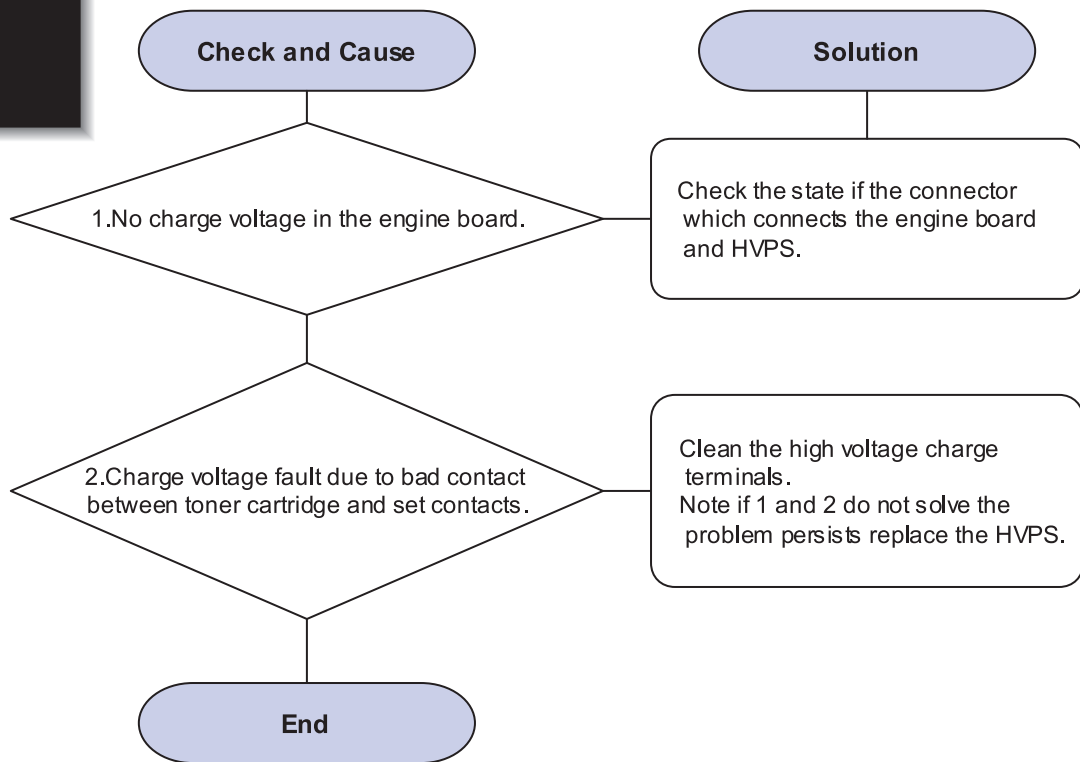 Check and Cause
Solution
1.No charge voltage in the engine board.
Check the state if the connector
which connects the engine board
and HVPS.
2.Charge voltage fault due to bad contact
between toner cartridge and set contacts.
Clean the high voltage charge
terminals.
Note if 1 and 2 do not solve the
problem persists replace the HVPS.
End